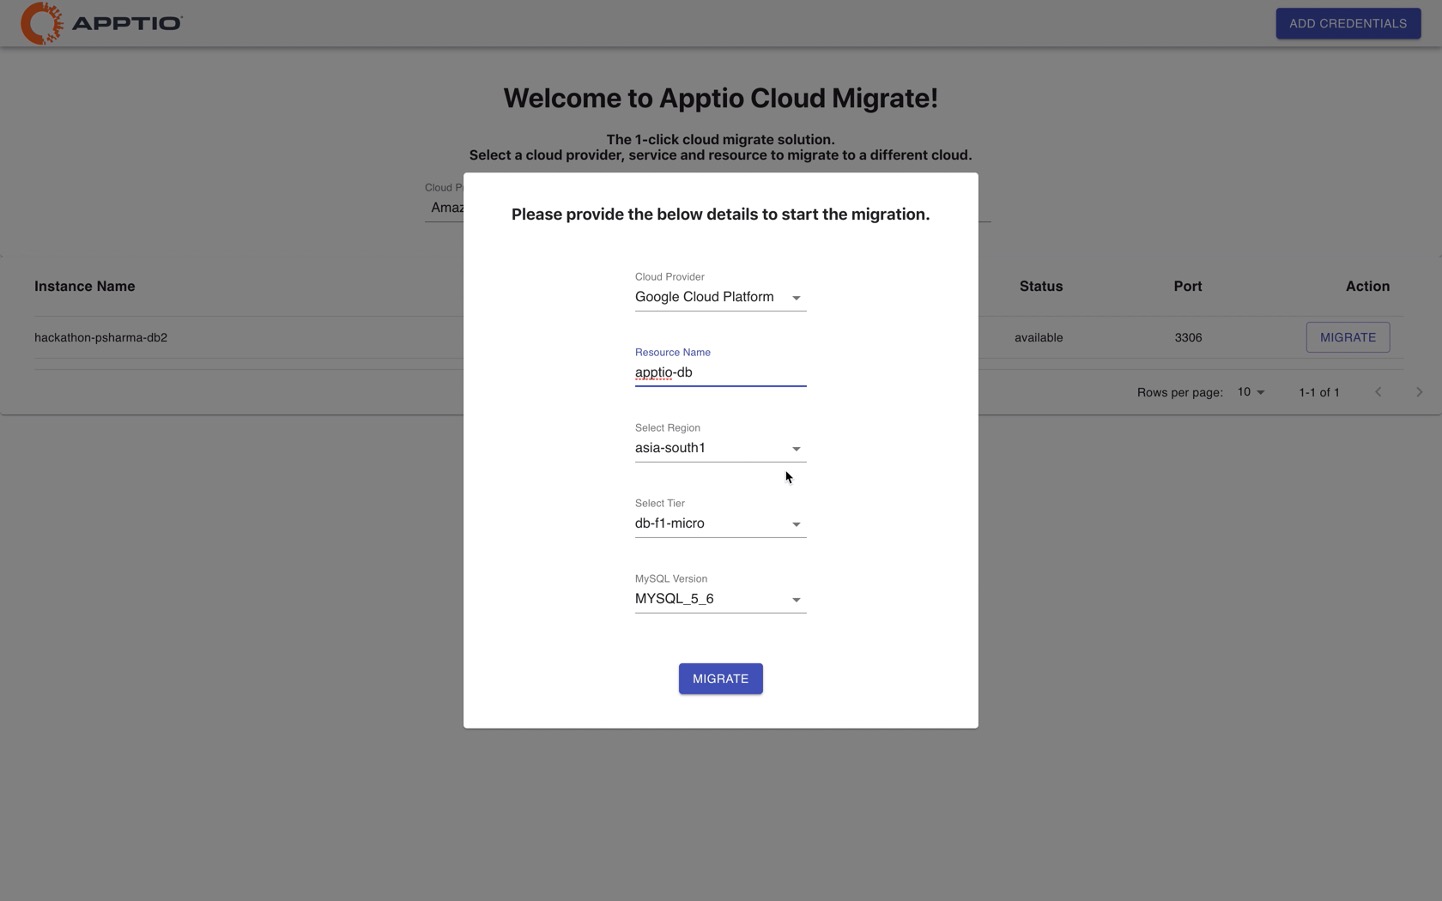 APPTIO
ADD CREDENTIALS
Welcome to Apptio Cloud Migrate!
The 1-click cloud migrate solution.
Select a cloud provider, service and resource to migrate to a different cloud.
Cloud P
Amaz
Please provide the below details to start the migration.
Cloud Provider
Google Cloud Platform
Resource Name
apptio-db
Select Region
asia-south1
Select Tier
db-f1-micro
MySQL Version
MYSQL_5_6
MIGRATE
Instance Name Status Port Action
hackathon-psharma-db2 available 3306 MIGRATE
Rows per page: 10 1-1 of 1